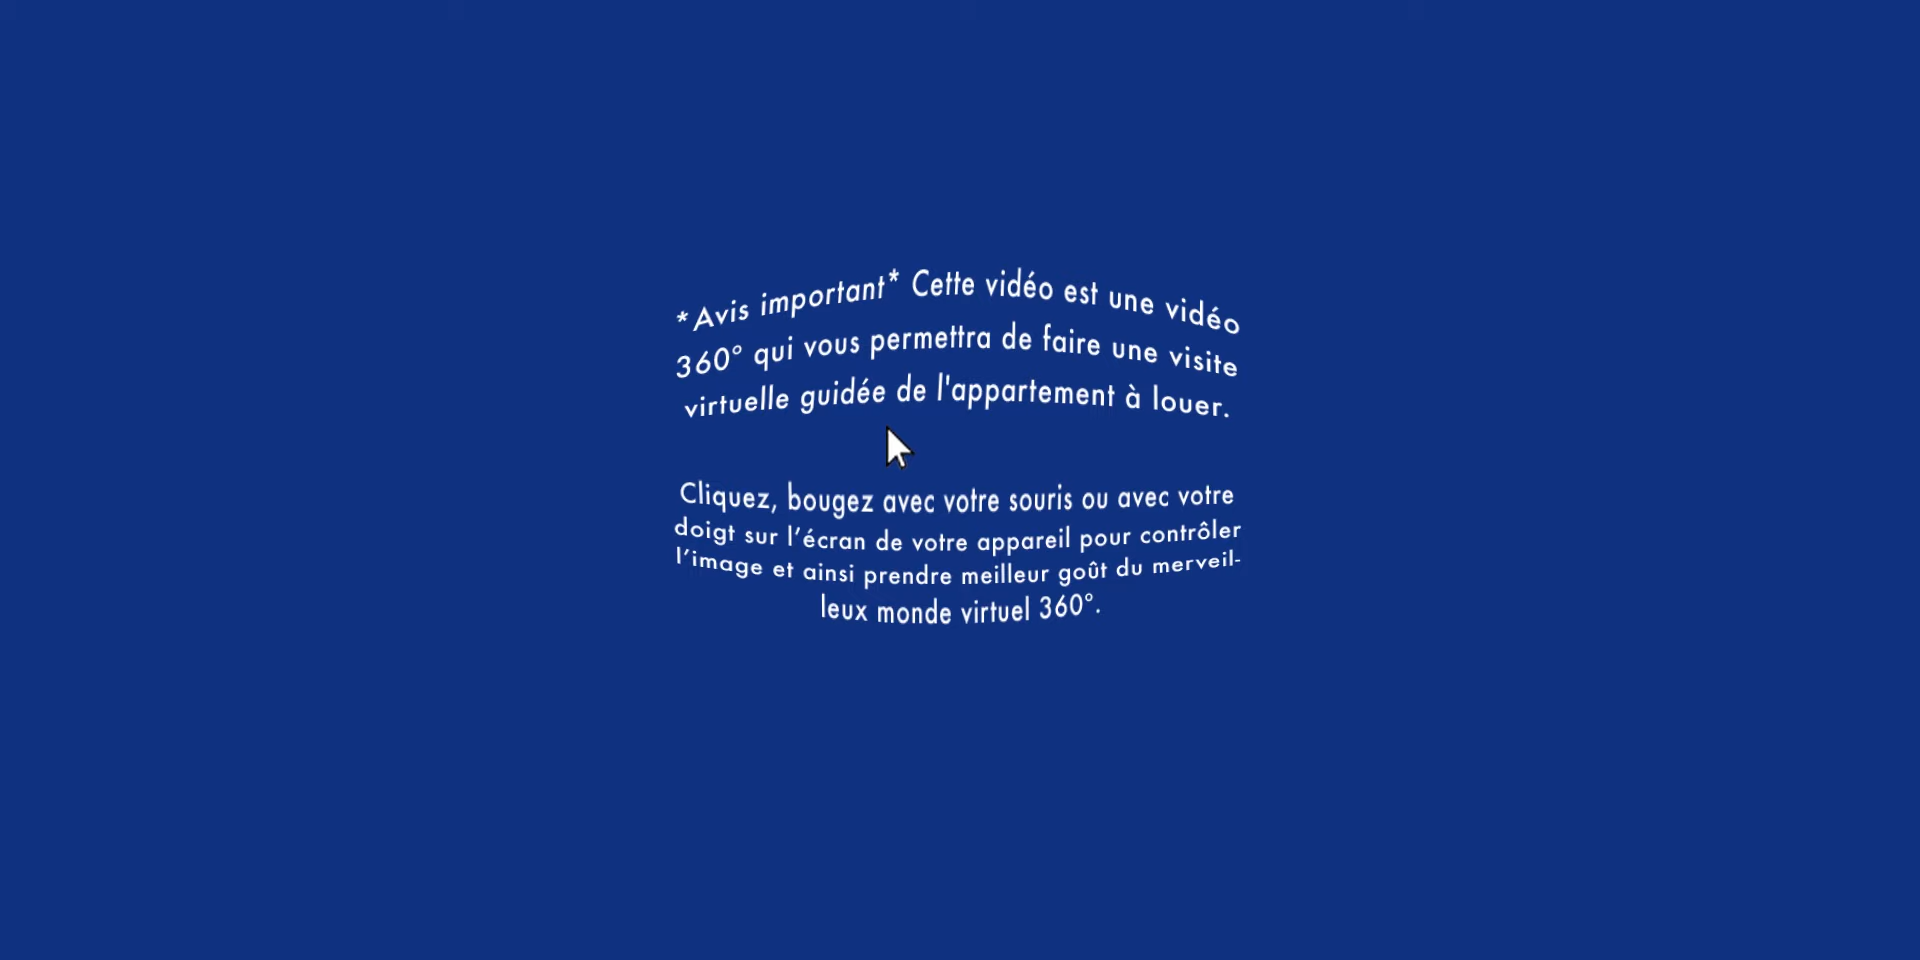 *Avis important* Cette vidéo est une vidéo
360° qui vous permettra de faire une visite
virtuelle guidée de l'appartement à louer.
Cliquez, bougez avec votre souris ou avec votre
doigt sur l’écran de votre appareil pour contrôler
l’image et ainsi prendre meilleur goût du merveil-
leux monde virtuel 360°.